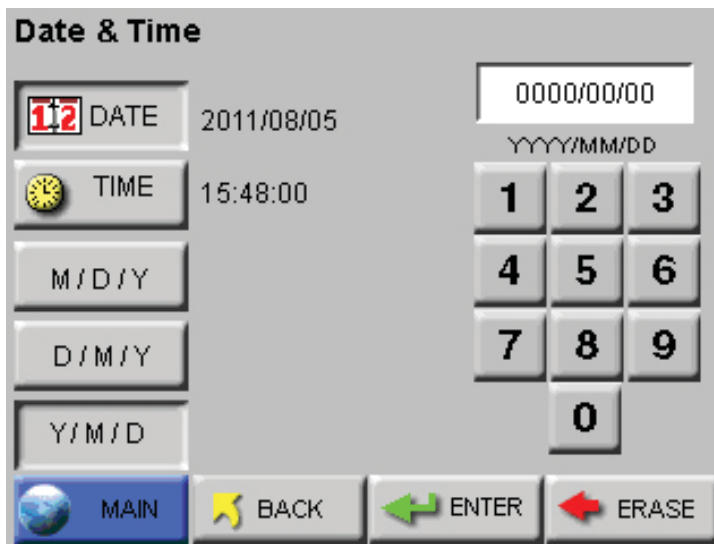 Date & Time
DATE 2011/08/05
TIME 15:48:00
M/D/Y
D/M/Y
Y/M/D
0000/00/00
YYYY/MM/DD
1 2 3
4 5 6
7 8 9
0
MAIN BACK ENTER ERASE